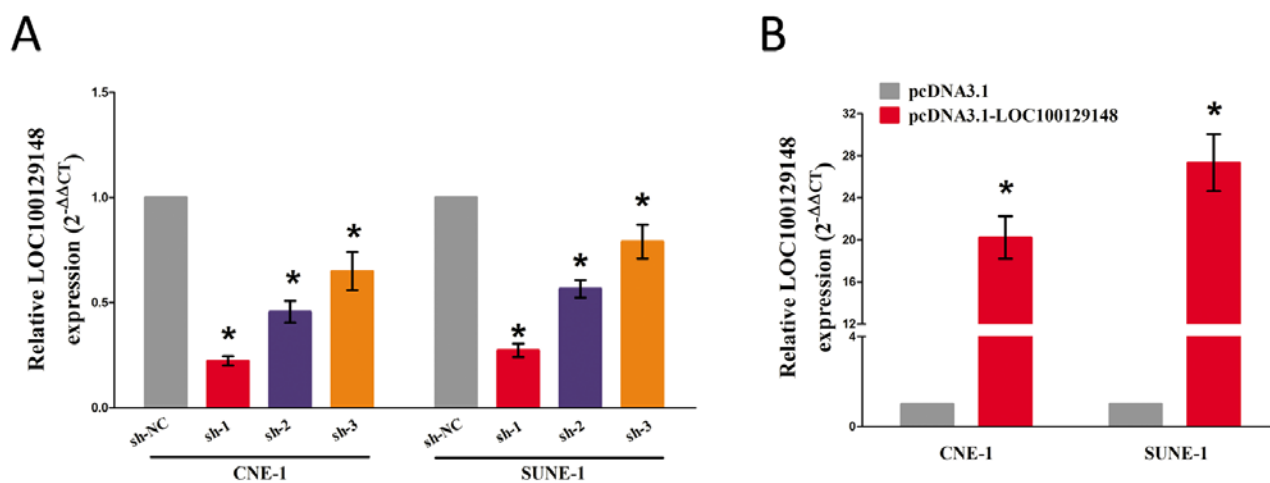 A
Relative LOC100129148
expression (2^-ΔΔCT)
1.5
1.0
0.5
0.0
*
*
*
*
*
*
sh-NC
sh-1
sh-2
sh-3
sh-NC
sh-1
sh-2
sh-3
CNE-1
SUNE-1
B
pcDNA3.1
pcDNA3.1-LOC100129148
Relative LOC100129148
expression (2^-ΔΔCT)
32
28
24
20
16
12
4
0
*
*
CNE-1
SUNE-1